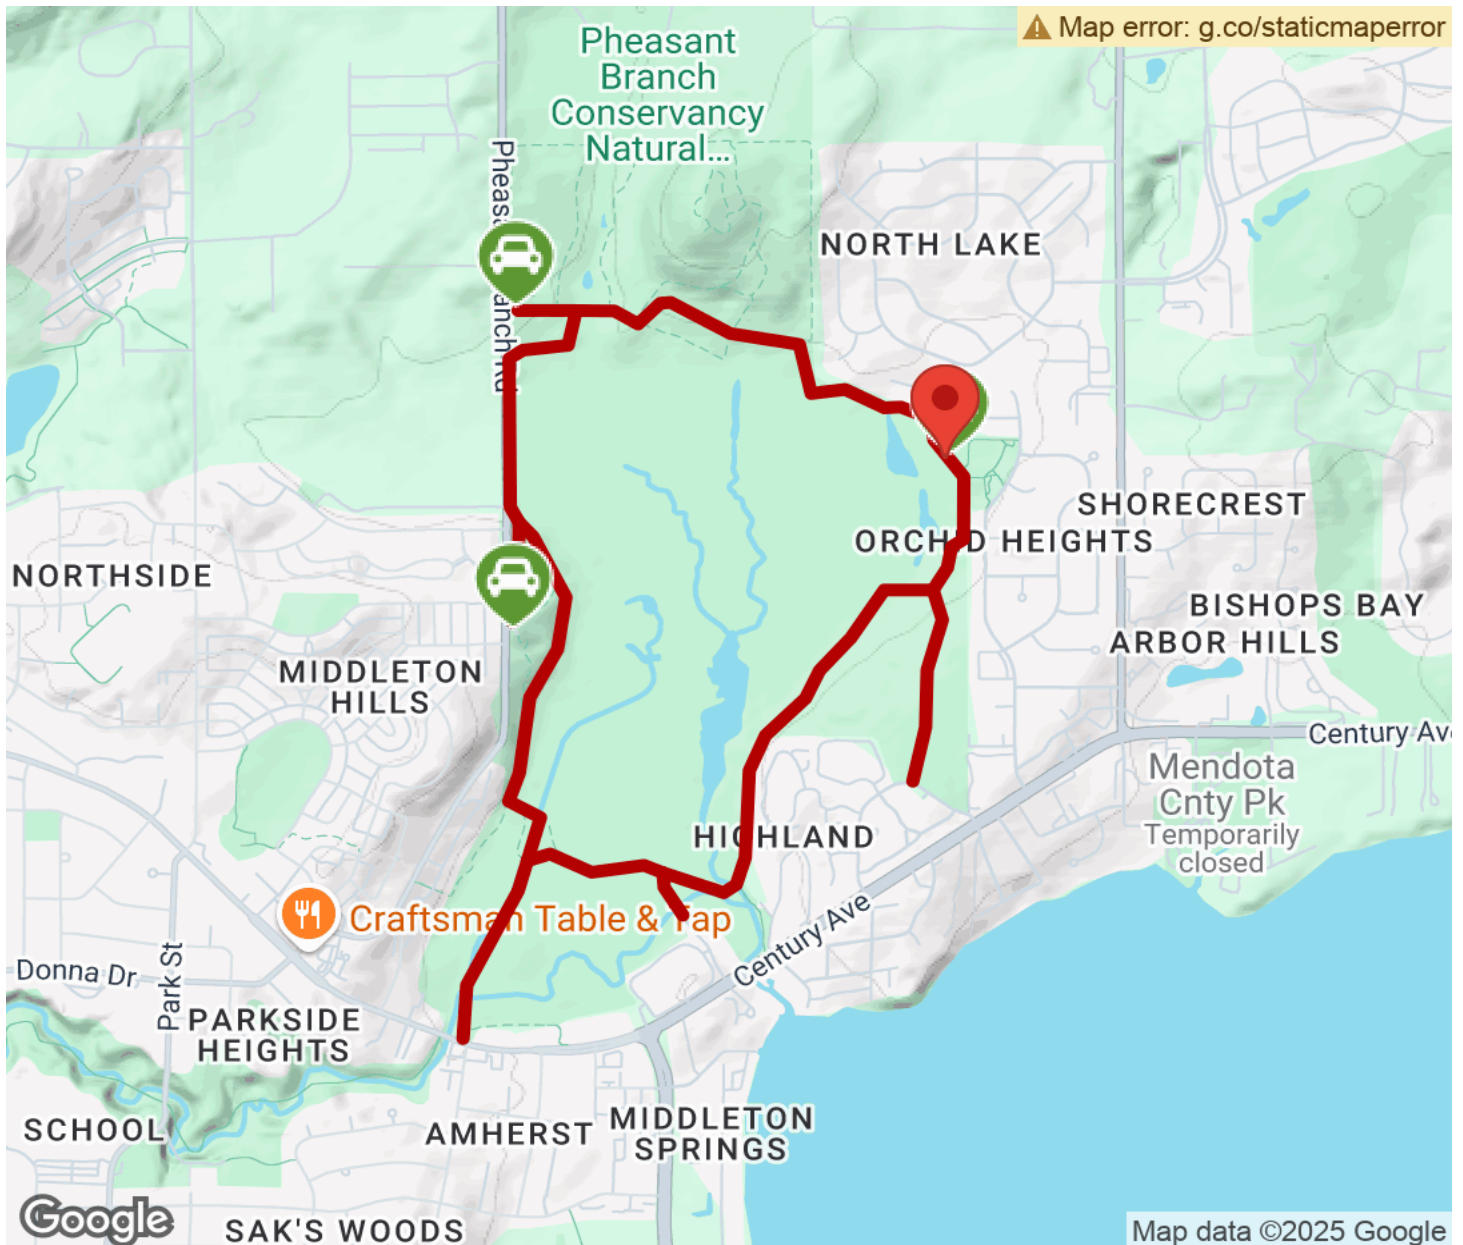 Map error: g.co/staticmaperror
Pheasant
Branch
Conservancy
Natural...
NORTH LAKE
SHORECREST
ORCHID HEIGHTS
NORTHSIDE
BISHOPS BAY
ARBOR HILLS
MIDDLETON
HILLS
Century Av
Mendota
Cnty Pk
Temporarily
closed
HIGHLAND
Craftsman Table & Tap
Century Ave
Donna Dr
Park St
PARKSIDE
HEIGHTS
SCHOOL
AMHERST
MIDDLETON
SPRINGS
SAK'S WOODS
Google
Map data ©2025 Google